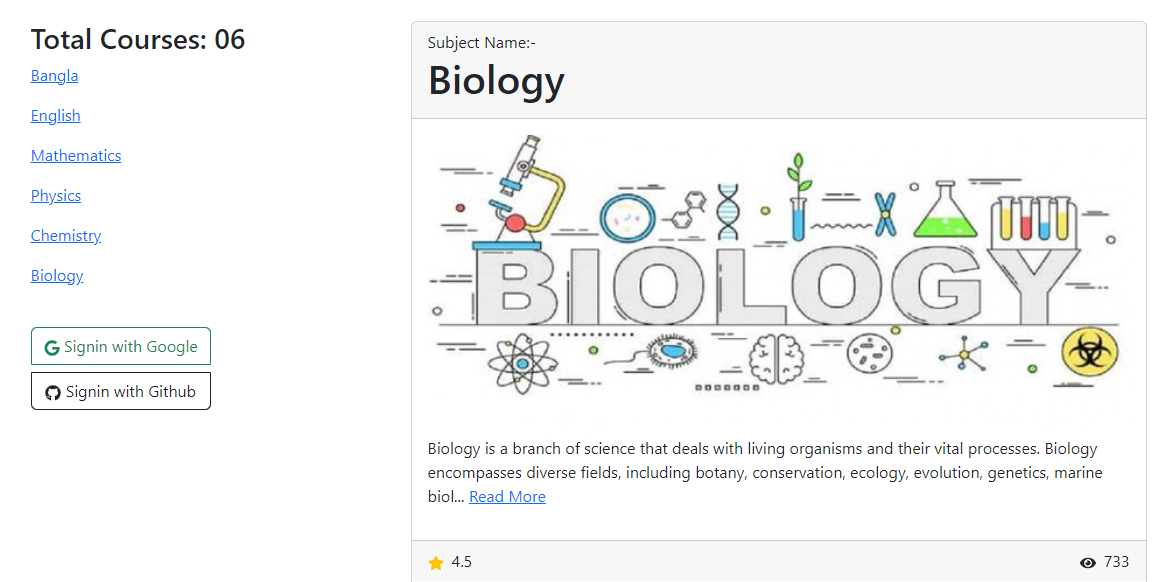 Total Courses: 06
Bangla
English
Mathematics
Physics
Chemistry
Biology
Signin with Google
Signin with Github
Subject Name:-
Biology
BIOLOGY
Biology is a branch of science that deals with living organisms and their vital processes. Biology
encompasses diverse fields, including botany, conservation, ecology, evolution, genetics, marine
biol... Read More
4.5
733